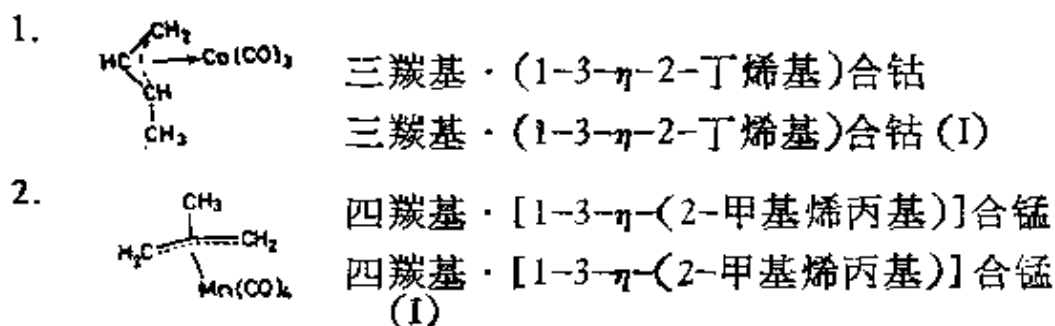 1.
CH₂
HC
Co(CO)₃
CH
CH₃
三羰基·(1-3-η-2-丁烯基)合钴
三羰基·(1-3-η-2-丁烯基)合钴(I)
2.
CH₃
H₂C
CH₂
Mn(CO)₄
四羰基·[1-3-η-(2-甲基烯丙基)]合锰
四羰基·[1-3-η-(2-甲基烯丙基)]合锰
(I)